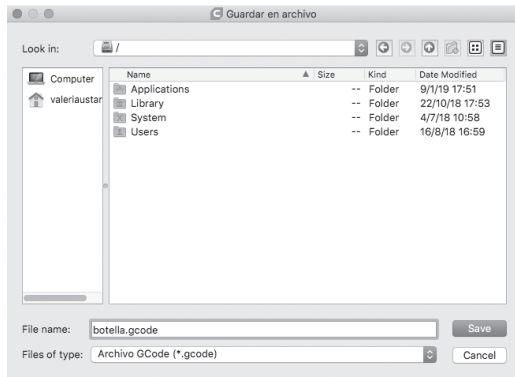 Guardar en archivo
Look in: /
Computer
valeriaustar
Name Size Kind Date Modified
Applications -- Folder 9/1/19 17:51
Library -- Folder 22/10/18 17:53
System -- Folder 4/7/18 10:58
Users -- Folder 16/8/18 16:59
File name: botella.gcode Save
Files of type: Archivo GCode (*.gcode) Cancel